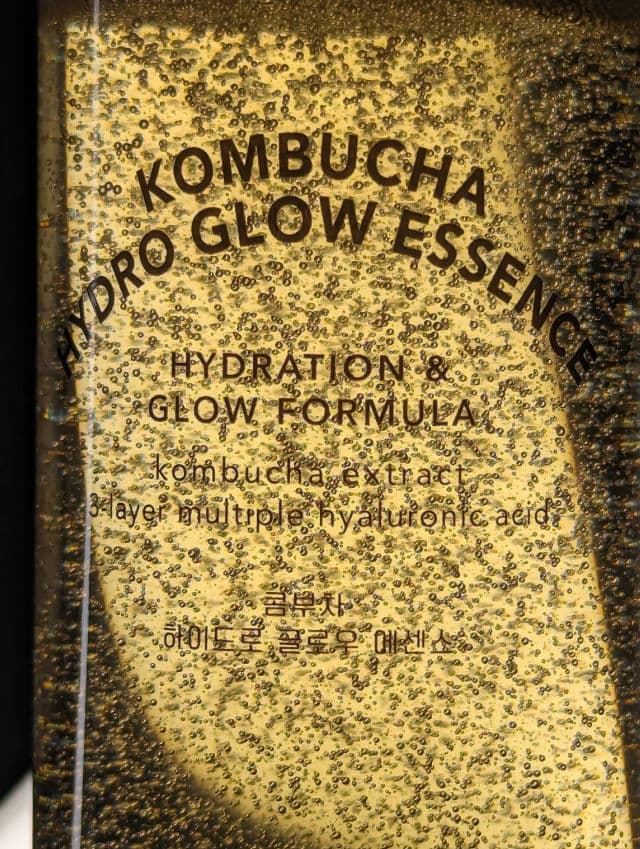 KOMBUCHA
HYDRO GLOW ESSENCE
HYDRATION &
GLOW FORMULA
kombucha extract
3-layer multiple hyaluronic acid
콤부차
하이드로 글로우 에센스